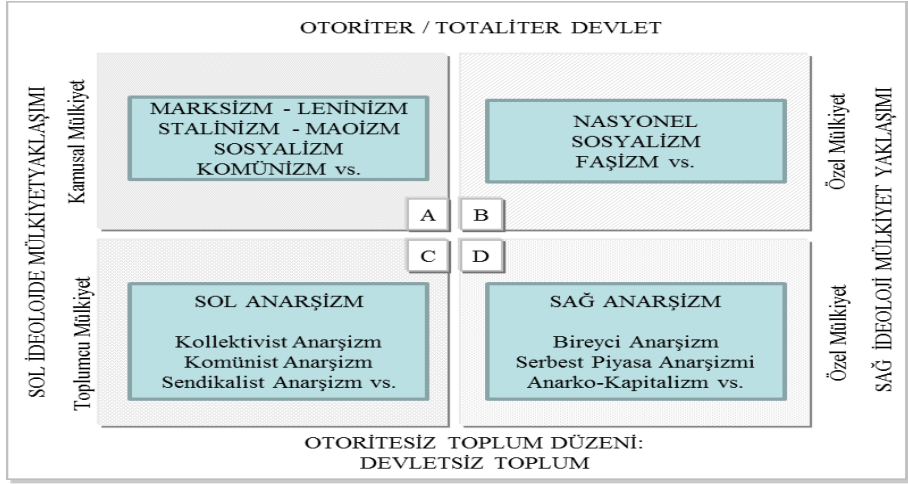 OTORİTER / TOTALİTER DEVLET
SOL İDEOLOJDE MÜLKİYETYAKLAŞIMI
Kamusal Mülkiyet
MARKSİZM - LENİNİZM
STALİNİZM - MAOİZM
SOSYALİZM
KOMÜNİZM vs.
A
NASYONEL
SOSYALİZM
FAŞİZM vs.
B
Özel Mülkiyet
SAĞ İDEOLOJİ MÜLKİYET YAKLAŞIMI
Toplumcu Mülkiyet
C
SOL ANARŞİZM
Kollektivist Anarşizm
Komünist Anarşizm
Sendikalist Anarşizm vs.
D
SAĞ ANARŞİZM
Bireyci Anarşizm
Serbest Piyasa Anarşizmi
Anarko-Kapitalizm vs.
Özel Mülkiyet
OTORİTESİZ TOPLUM DÜZENİ:
DEVLETSİZ TOPLUM